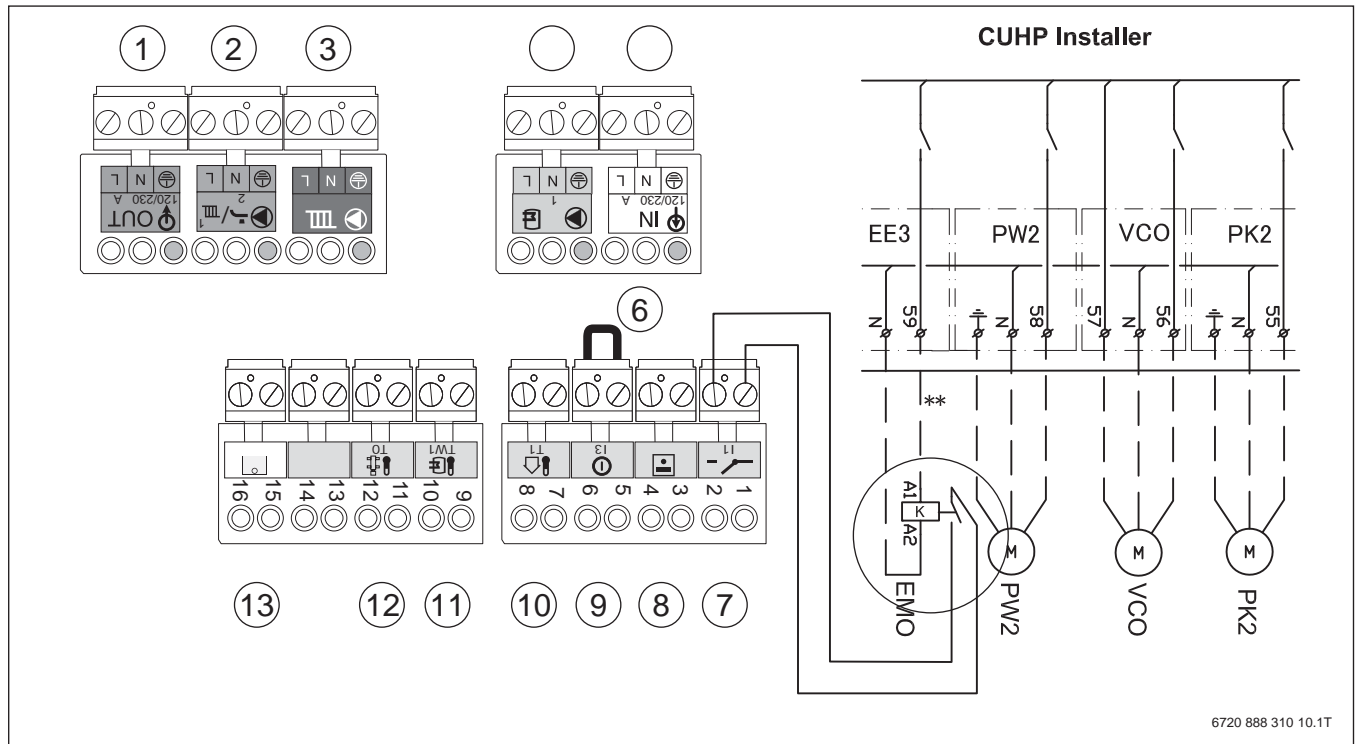 CUHP Installer
1 2 3
L N L N L N
120/230 A
OUT
2
1
L N L N
1
120/230 A
IN
6
EE3 PW2 VCO PK2
N 59 N 58 57 N 56 N 55
**
T0 TW1
16 15 14 13 12 11 10 9
T1 I3 I1
8 7 6 5 4 3 2 1
A1
K
A2
M M M
EMO PW2 VCO PK2
13 12 11 10 9 8 7
6720 888 310 10.1T